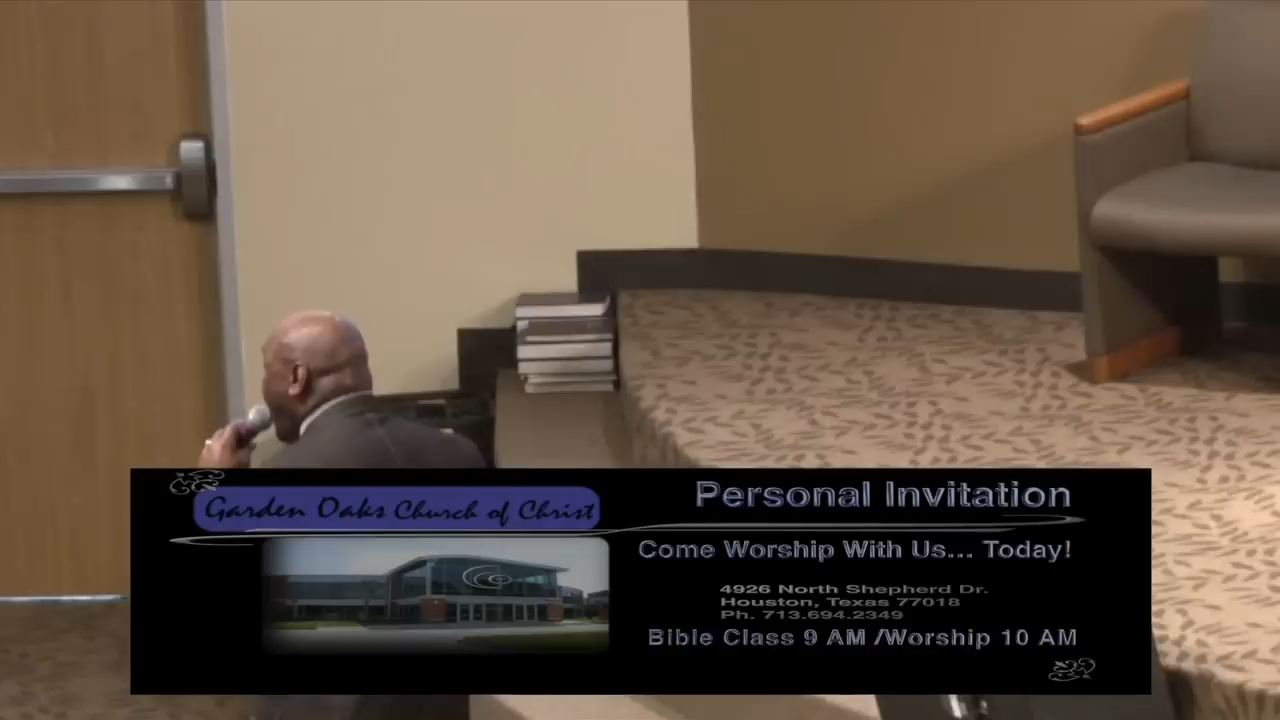 Garden Oaks Church of Christ
Personal Invitation
Come Worship With Us... Today!
4926 North Shepherd Dr.
Houston, Texas 77018
Ph. 713.694.2349
Bible Class 9 AM /Worship 10 AM